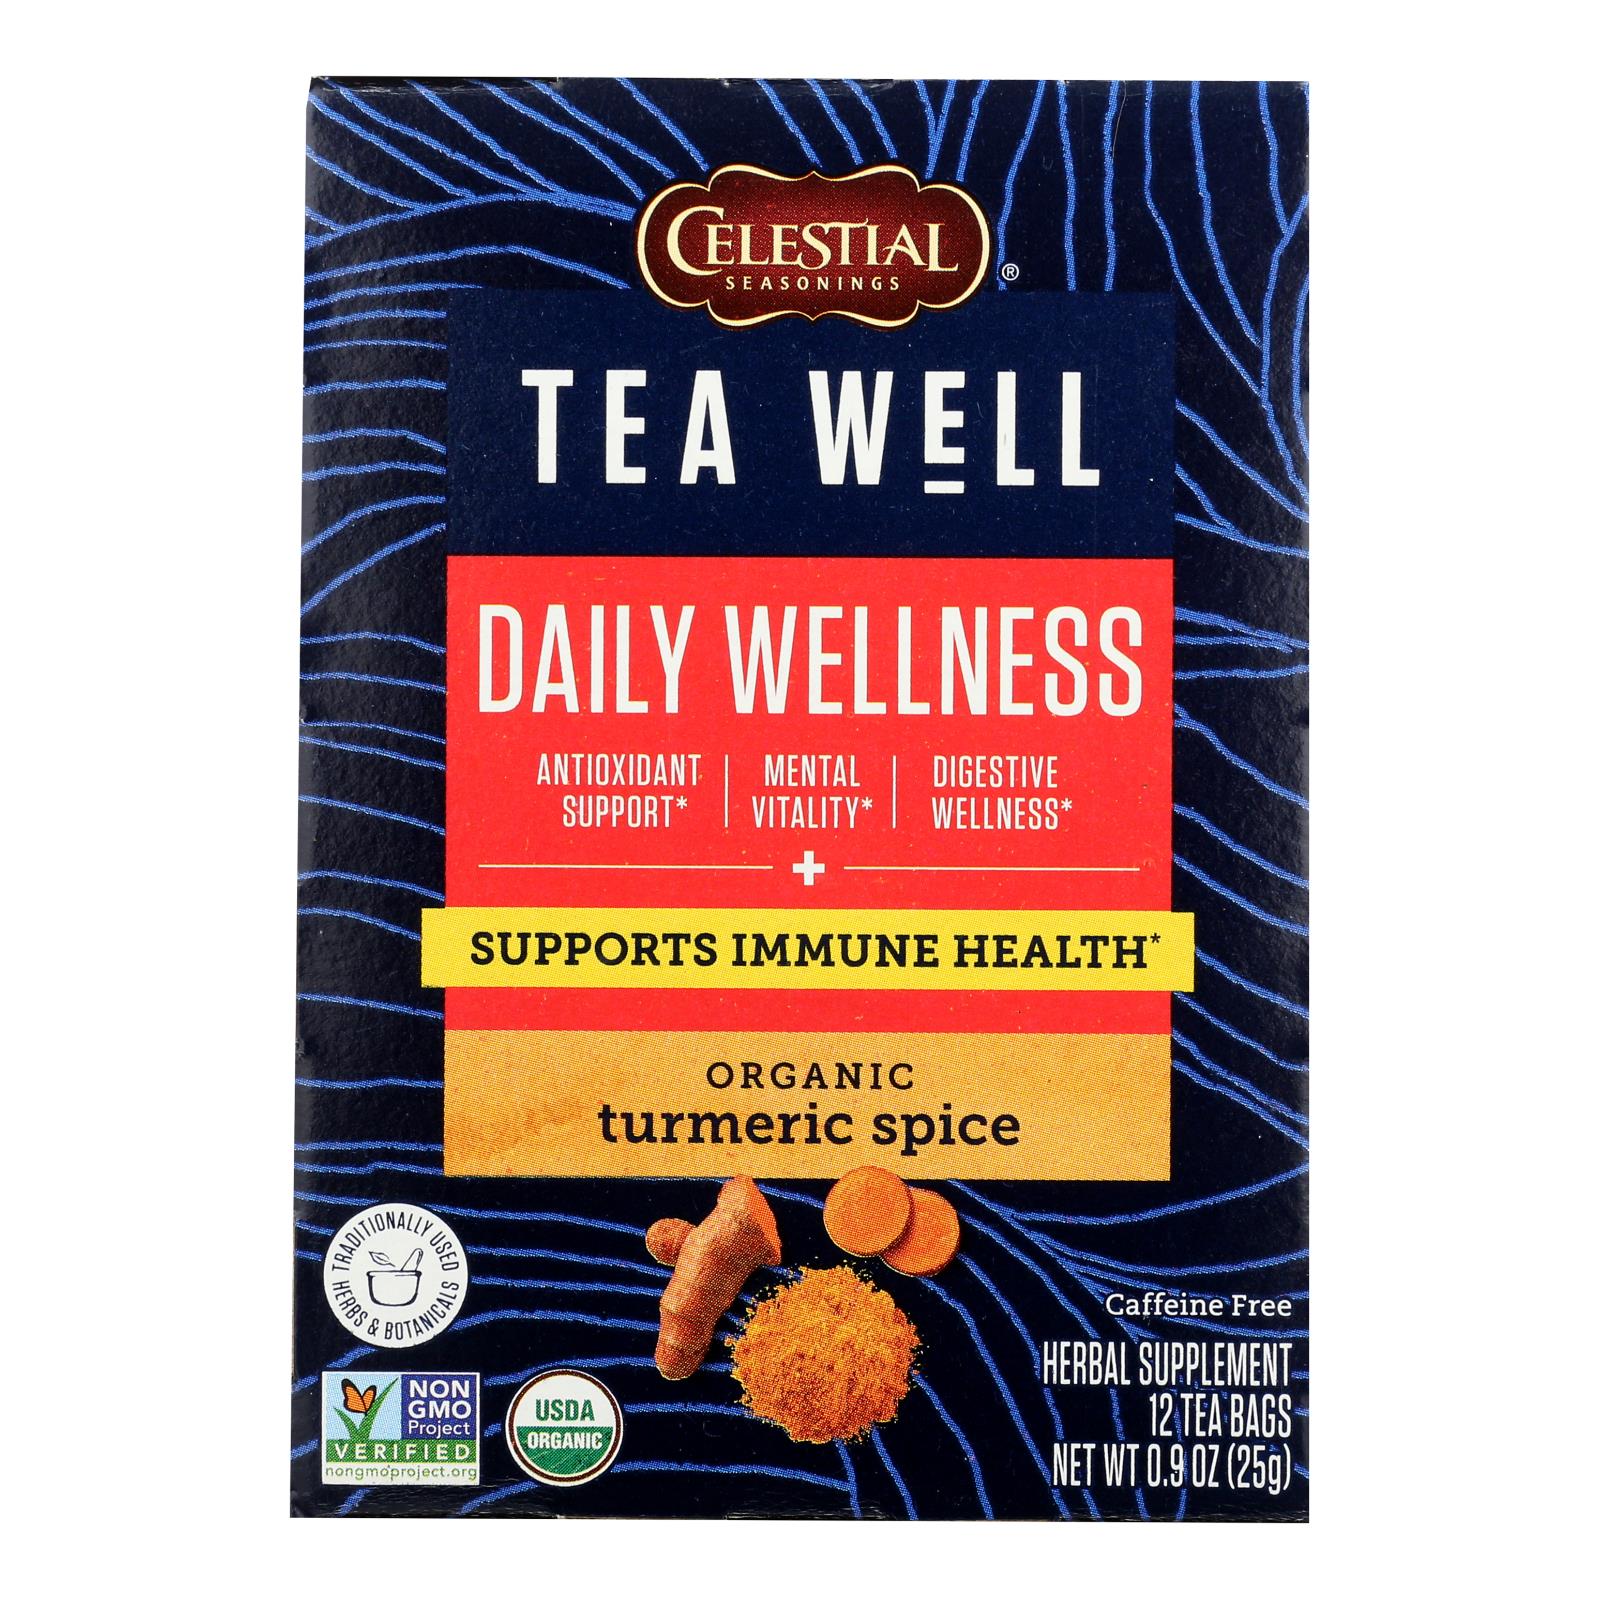 CELESTIAL
SEASONINGS
®
TEA WELL
DAILY WELLNESS
ANTIOXIDANT
SUPPORT*
MENTAL
VITALITY*
DIGESTIVE
WELLNESS*
+
SUPPORTS IMMUNE HEALTH*
ORGANIC
turmeric spice
TRADITIONALLY USED
HERBS & BOTANICALS
NON
GMO
Project
VERIFIED
nongmoproject.org
USDA
ORGANIC
Caffeine Free
HERBAL SUPPLEMENT
12 TEA BAGS
NET WT 0.9 OZ (25g)